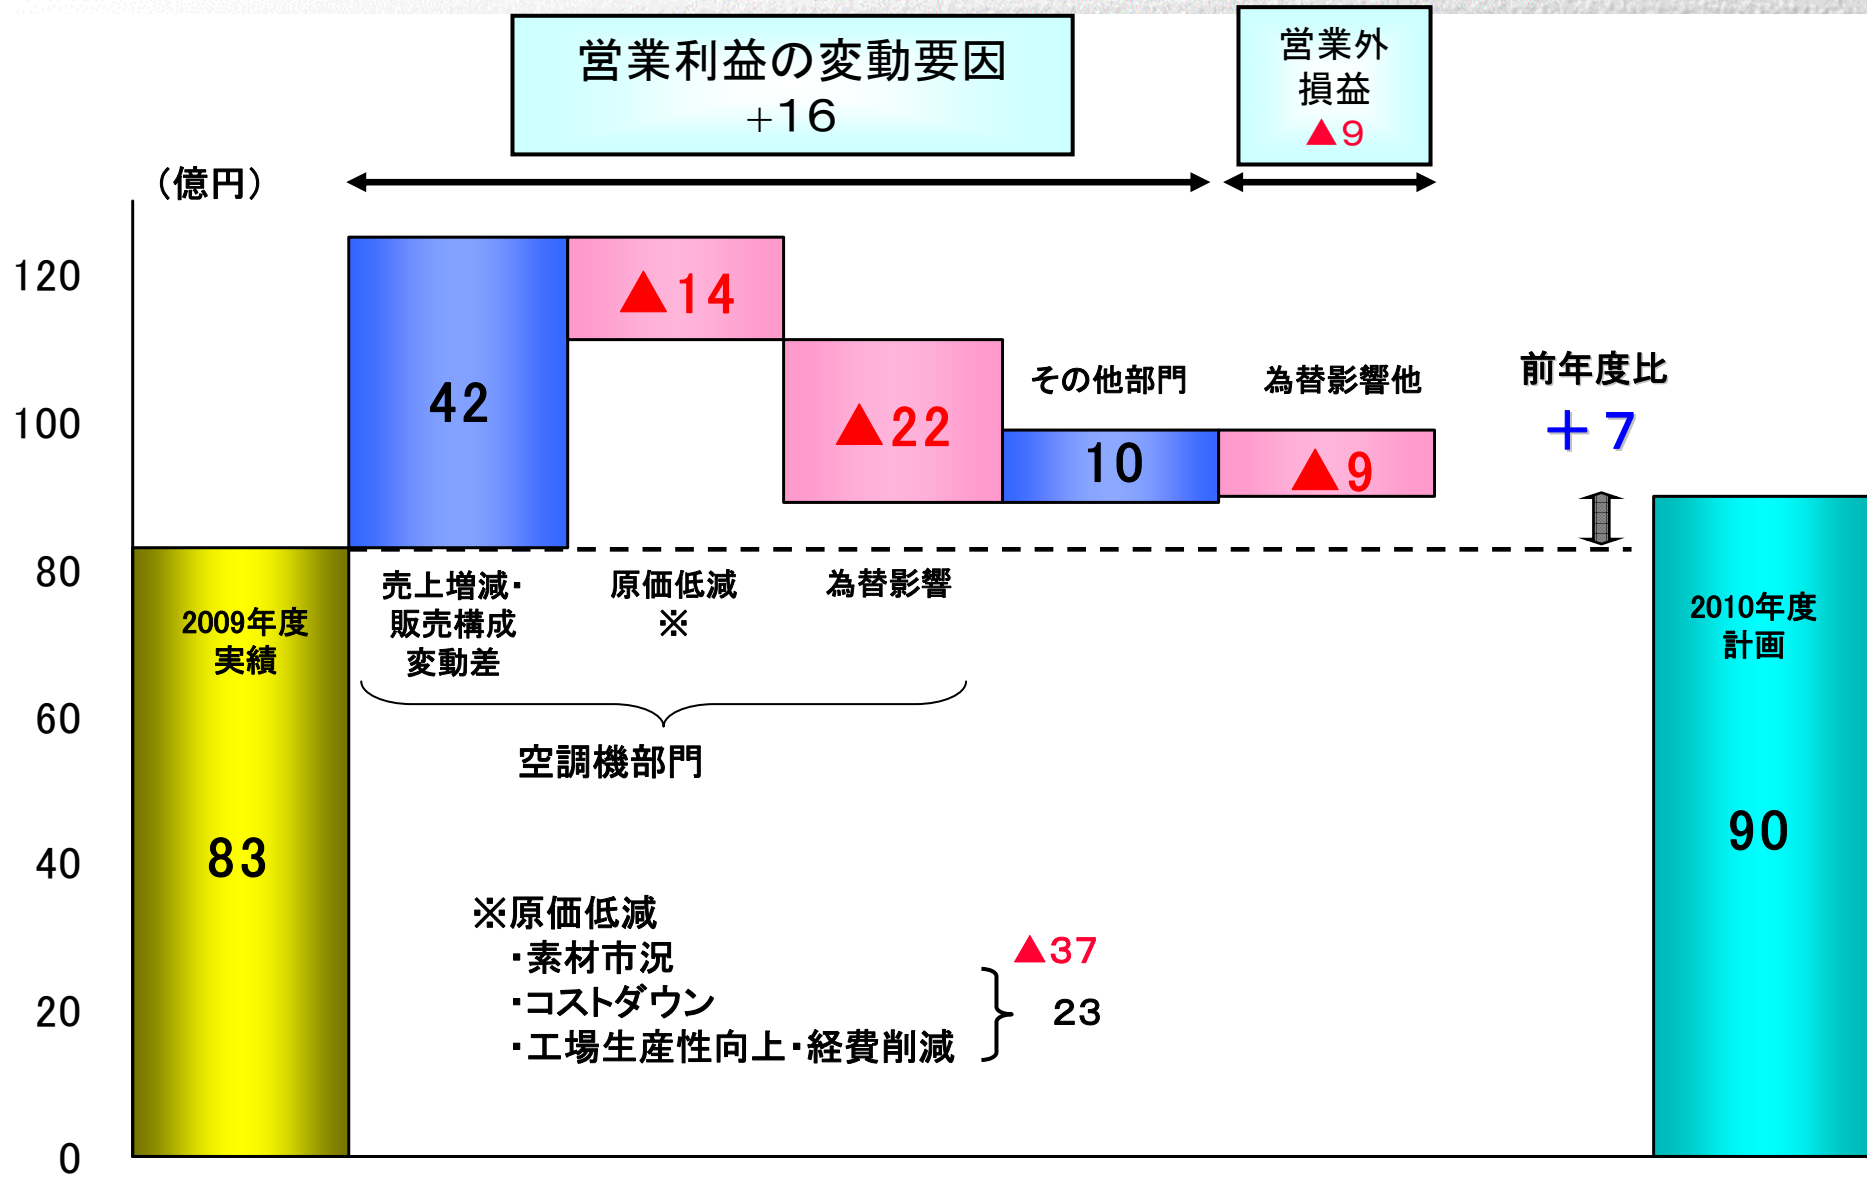 営業利益の変動要因
+16
営業外
損益
▲9
(億円)
120
100
80
60
40
20
0
42
▲14
▲22
その他部門
10
為替影響他
▲9
前年度比
+7
2009年度
実績
83
売上増減・
販売構成
変動差
原価低減
※
為替影響
空調機部門
2010年度
計画
90
※原価低減
・素材市況 ▲37
・コストダウン
・工場生産性向上・経費削減
23